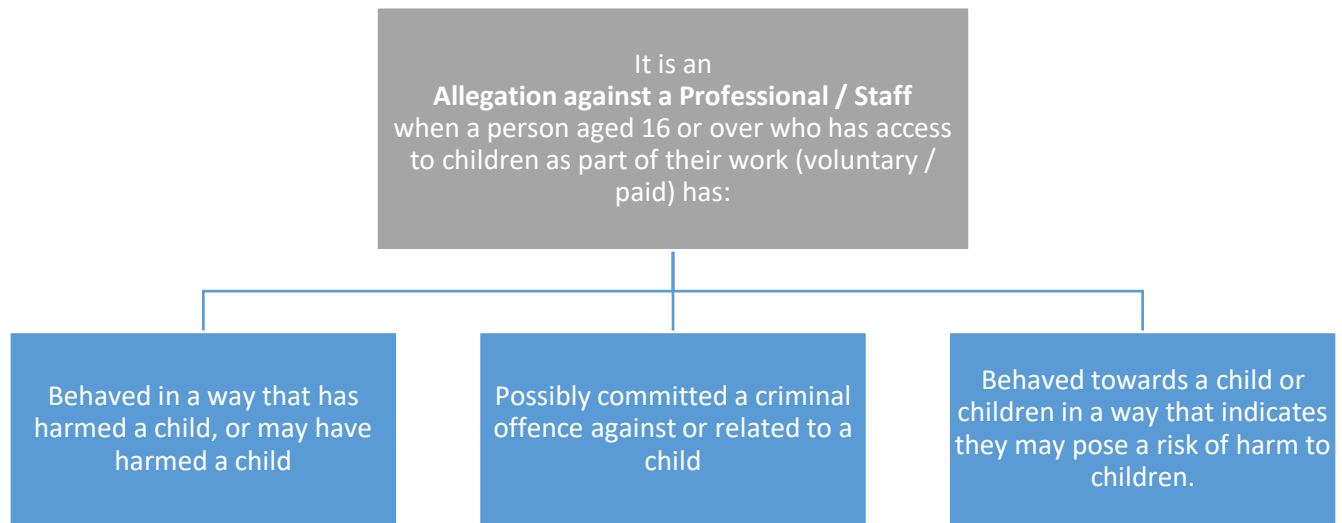 It is an
Allegation against a Professional / Staff
when a person aged 16 or over who has access
to children as part of their work (voluntary /
paid) has:
Behaved in a way that has
harmed a child, or may have
harmed a child
Possibly committed a criminal
offence against or related to a
child
Behaved towards a child or
children in a way that indicates
they may pose a risk of harm to
children.